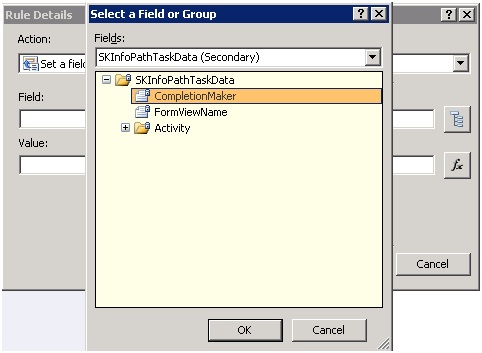 Rule Details
Select a Field or Group
Action:
Set a field
Fields:
SKInfoPathTaskData (Secondary)
SKInfoPathTaskData
CompletionMaker
FormViewName
Activity
Field:
Value:
fx
OK
Cancel
Cancel